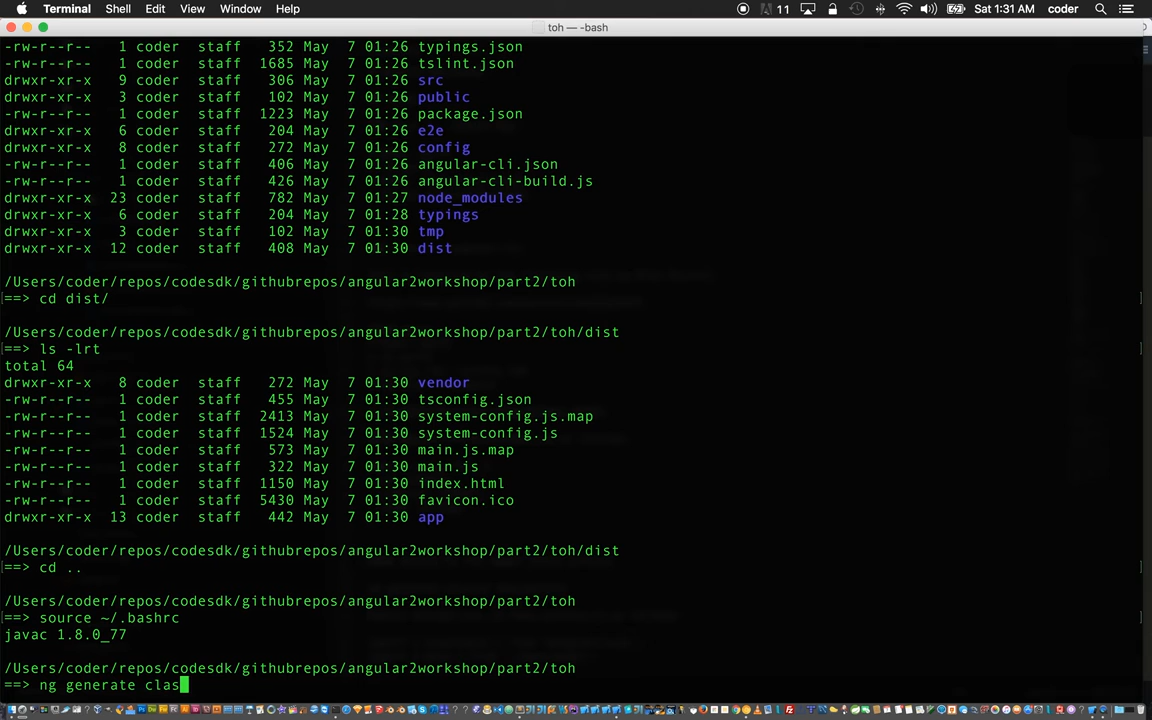 Terminal Shell Edit View Window Help 11 Sat 1:31 AM coder
toh — -bash
-rw-r--r-- 1 coder staff 352 May 7 01:26 typings.json
-rw-r--r-- 1 coder staff 1685 May 7 01:26 tslint.json
drwxr-xr-x 9 coder staff 306 May 7 01:26 src
drwxr-xr-x 3 coder staff 102 May 7 01:26 public
-rw-r--r-- 1 coder staff 1223 May 7 01:26 package.json
drwxr-xr-x 6 coder staff 204 May 7 01:26 e2e
drwxr-xr-x 8 coder staff 272 May 7 01:26 config
-rw-r--r-- 1 coder staff 406 May 7 01:26 angular-cli.json
-rw-r--r-- 1 coder staff 426 May 7 01:26 angular-cli-build.js
drwxr-xr-x 23 coder staff 782 May 7 01:27 node_modules
drwxr-xr-x 6 coder staff 204 May 7 01:28 typings
drwxr-xr-x 3 coder staff 102 May 7 01:30 tmp
drwxr-xr-x 12 coder staff 408 May 7 01:30 dist
/Users/coder/repos/codesdk/githubrepos/angular2workshop/part2/toh
[==> cd dist/ ]
/Users/coder/repos/codesdk/githubrepos/angular2workshop/part2/toh/dist
[==> ls -lrt ]
total 64
drwxr-xr-x 8 coder staff 272 May 7 01:30 vendor
-rw-r--r-- 1 coder staff 455 May 7 01:30 tsconfig.json
-rw-r--r-- 1 coder staff 2413 May 7 01:30 system-config.js.map
-rw-r--r-- 1 coder staff 1524 May 7 01:30 system-config.js
-rw-r--r-- 1 coder staff 573 May 7 01:30 main.js.map
-rw-r--r-- 1 coder staff 322 May 7 01:30 main.js
-rw-r--r-- 1 coder staff 1150 May 7 01:30 index.html
-rw-r--r-- 1 coder staff 5430 May 7 01:30 favicon.ico
drwxr-xr-x 13 coder staff 442 May 7 01:30 app
/Users/coder/repos/codesdk/githubrepos/angular2workshop/part2/toh/dist
[==> cd .. ]
/Users/coder/repos/codesdk/githubrepos/angular2workshop/part2/toh
[==> source ~/.bashrc ]
javac 1.8.0_77
/Users/coder/repos/codesdk/githubrepos/angular2workshop/part2/toh
==> ng generate clas